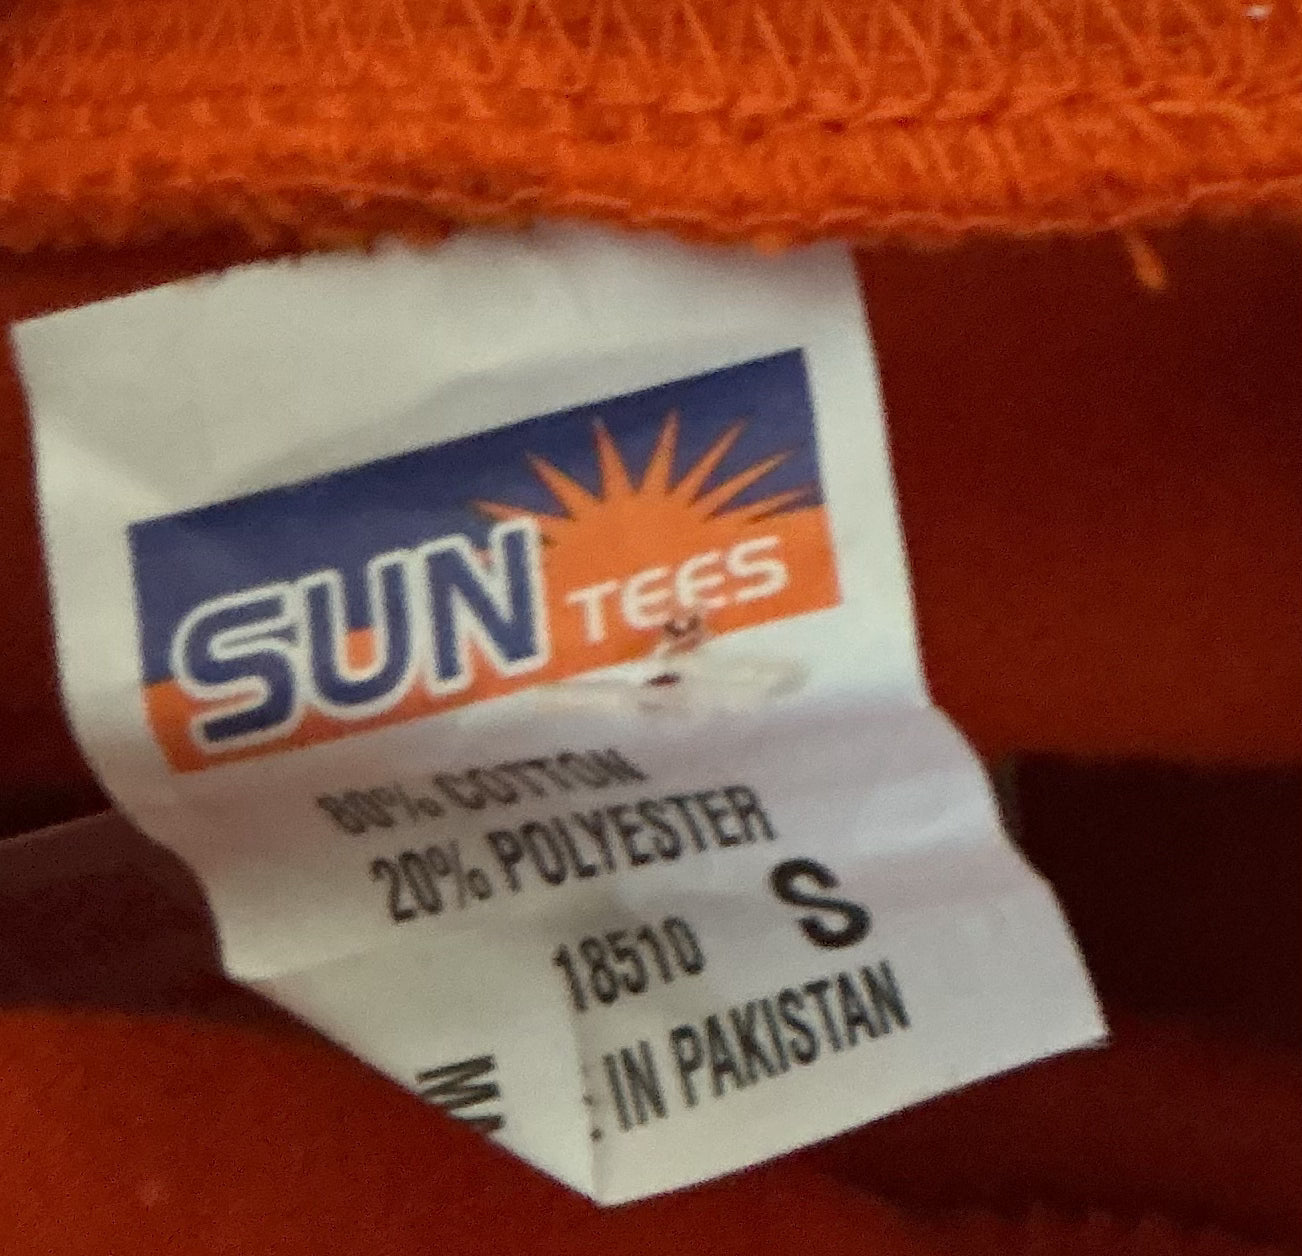 SUN TEES
80% COTTON
20% POLYESTER
18510 S
IN PAKISTAN